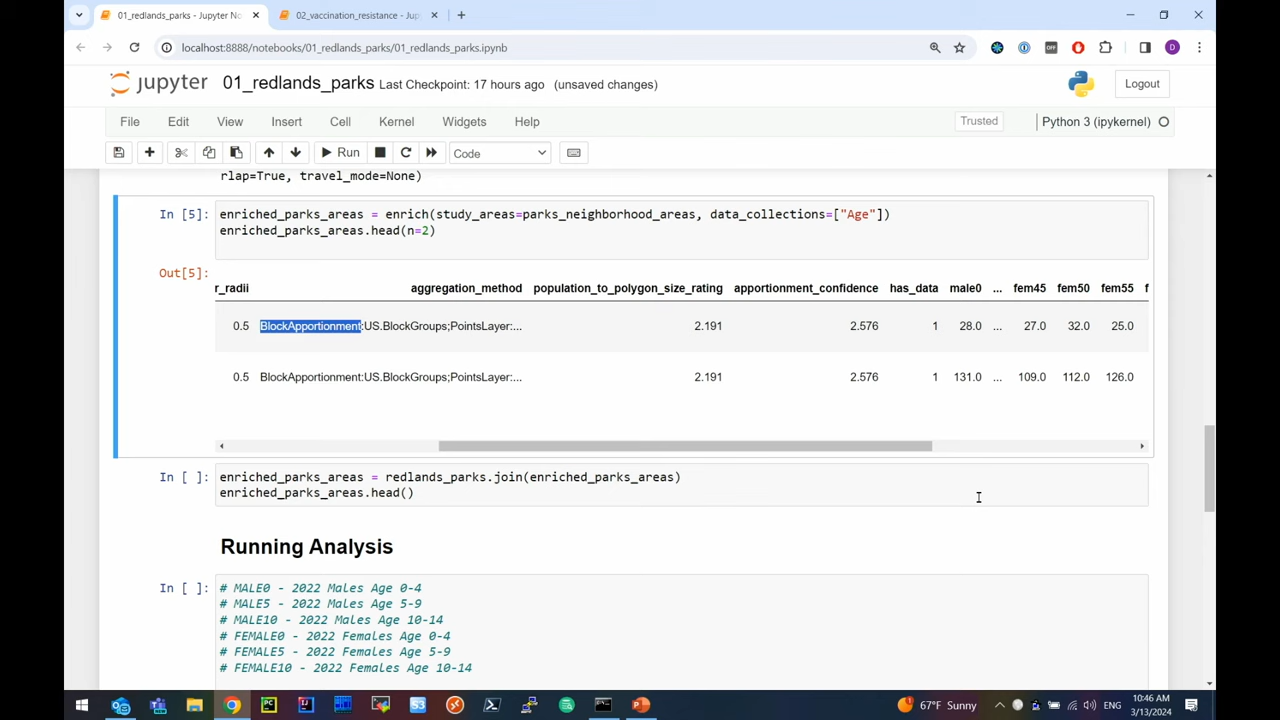 01_redlands_parks - Jupyter No
02_vaccination_resistance - Jup
localhost:8888/notebooks/01_redlands_parks/01_redlands_parks.ipynb
OFF
D
jupyter 01_redlands_parks Last Checkpoint: 17 hours ago (unsaved changes)
Logout
File Edit View Insert Cell Kernel Widgets Help
Trusted
Python 3 (ipykernel)
Run
Code
rlap=True, travel_mode=None)
In [5]: enriched_parks_areas = enrich(study_areas=parks_neighborhood_areas, data_collections=["Age"])
enriched_parks_areas.head(n=2)
Out[5]:
r_radii aggregation_method population_to_polygon_size_rating apportionment_confidence has_data male0 ... fem45 fem50 fem55 f
0.5 BlockApportionment:US.BlockGroups;PointsLayer:... 2.191 2.576 1 28.0 ... 27.0 32.0 25.0
0.5 BlockApportionment:US.BlockGroups;PointsLayer:... 2.191 2.576 1 131.0 ... 109.0 112.0 126.0
In [ ]: enriched_parks_areas = redlands_parks.join(enriched_parks_areas)
enriched_parks_areas.head()
Running Analysis
In [ ]: # MALE0 - 2022 Males Age 0-4
# MALE5 - 2022 Males Age 5-9
# MALE10 - 2022 Males Age 10-14
# FEMALE0 - 2022 Females Age 0-4
# FEMALE5 - 2022 Females Age 5-9
# FEMALE10 - 2022 Females Age 10-14
67°F Sunny
ENG
10:46 AM
3/13/2024